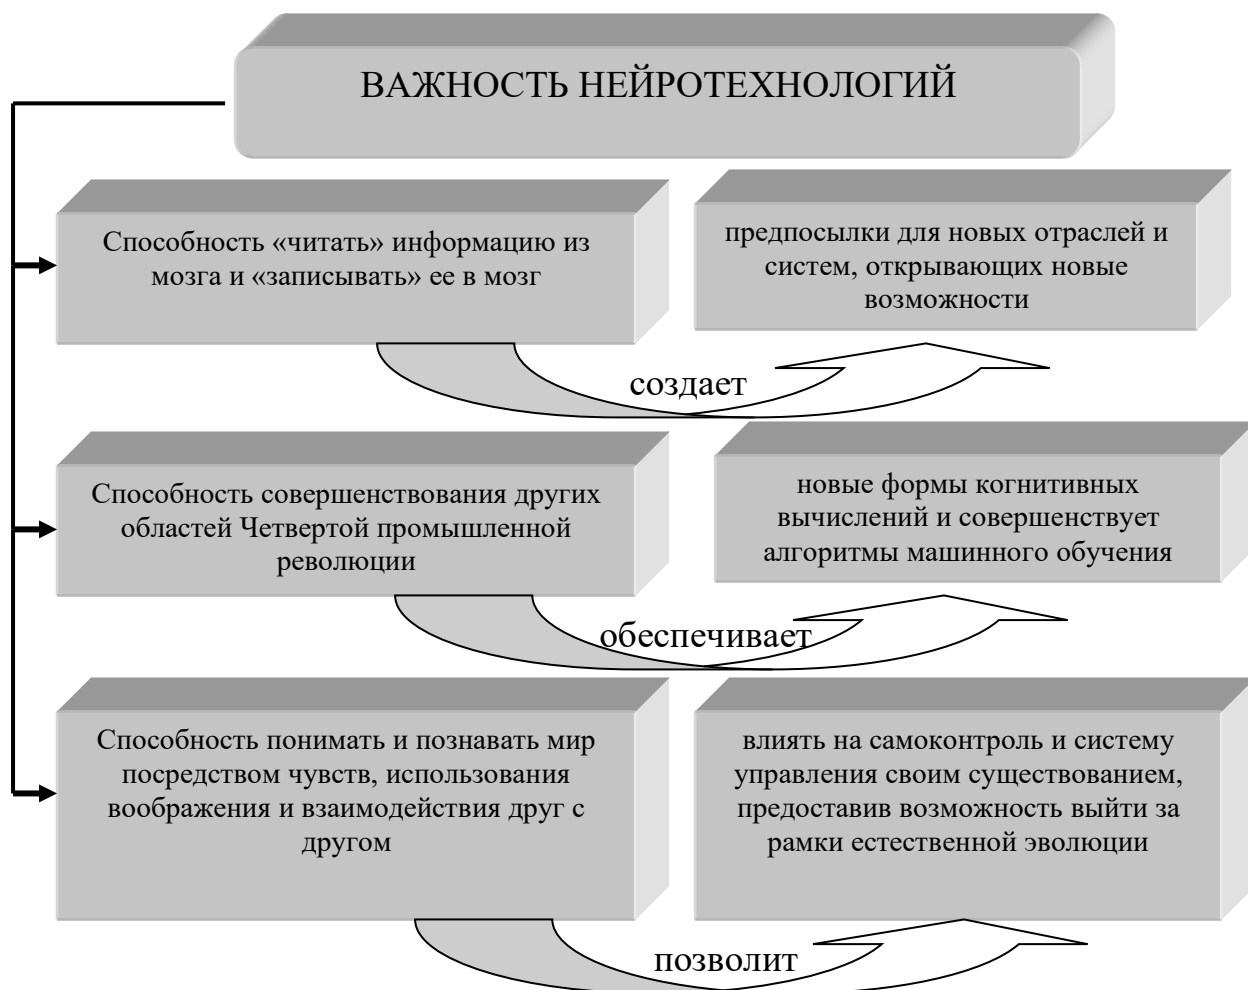 ВАЖНОСТЬ НЕЙРОТЕХНОЛОГИЙ
Способность «читать» информацию из
мозга и «записывать» ее в мозг
создает
предпосылки для новых отраслей и
систем, открывающих новые
возможности
Способность совершенствования других
областей Четвертой промышленной
революции
обеспечивает
новые формы когнитивных
вычислений и совершенствует
алгоритмы машинного обучения
Способность понимать и познавать мир
посредством чувств, использования
воображения и взаимодействия друг с
другом
позволит
влиять на самоконтроль и систему
управления своим существованием,
предоставив возможность выйти за
рамки естественной эволюции